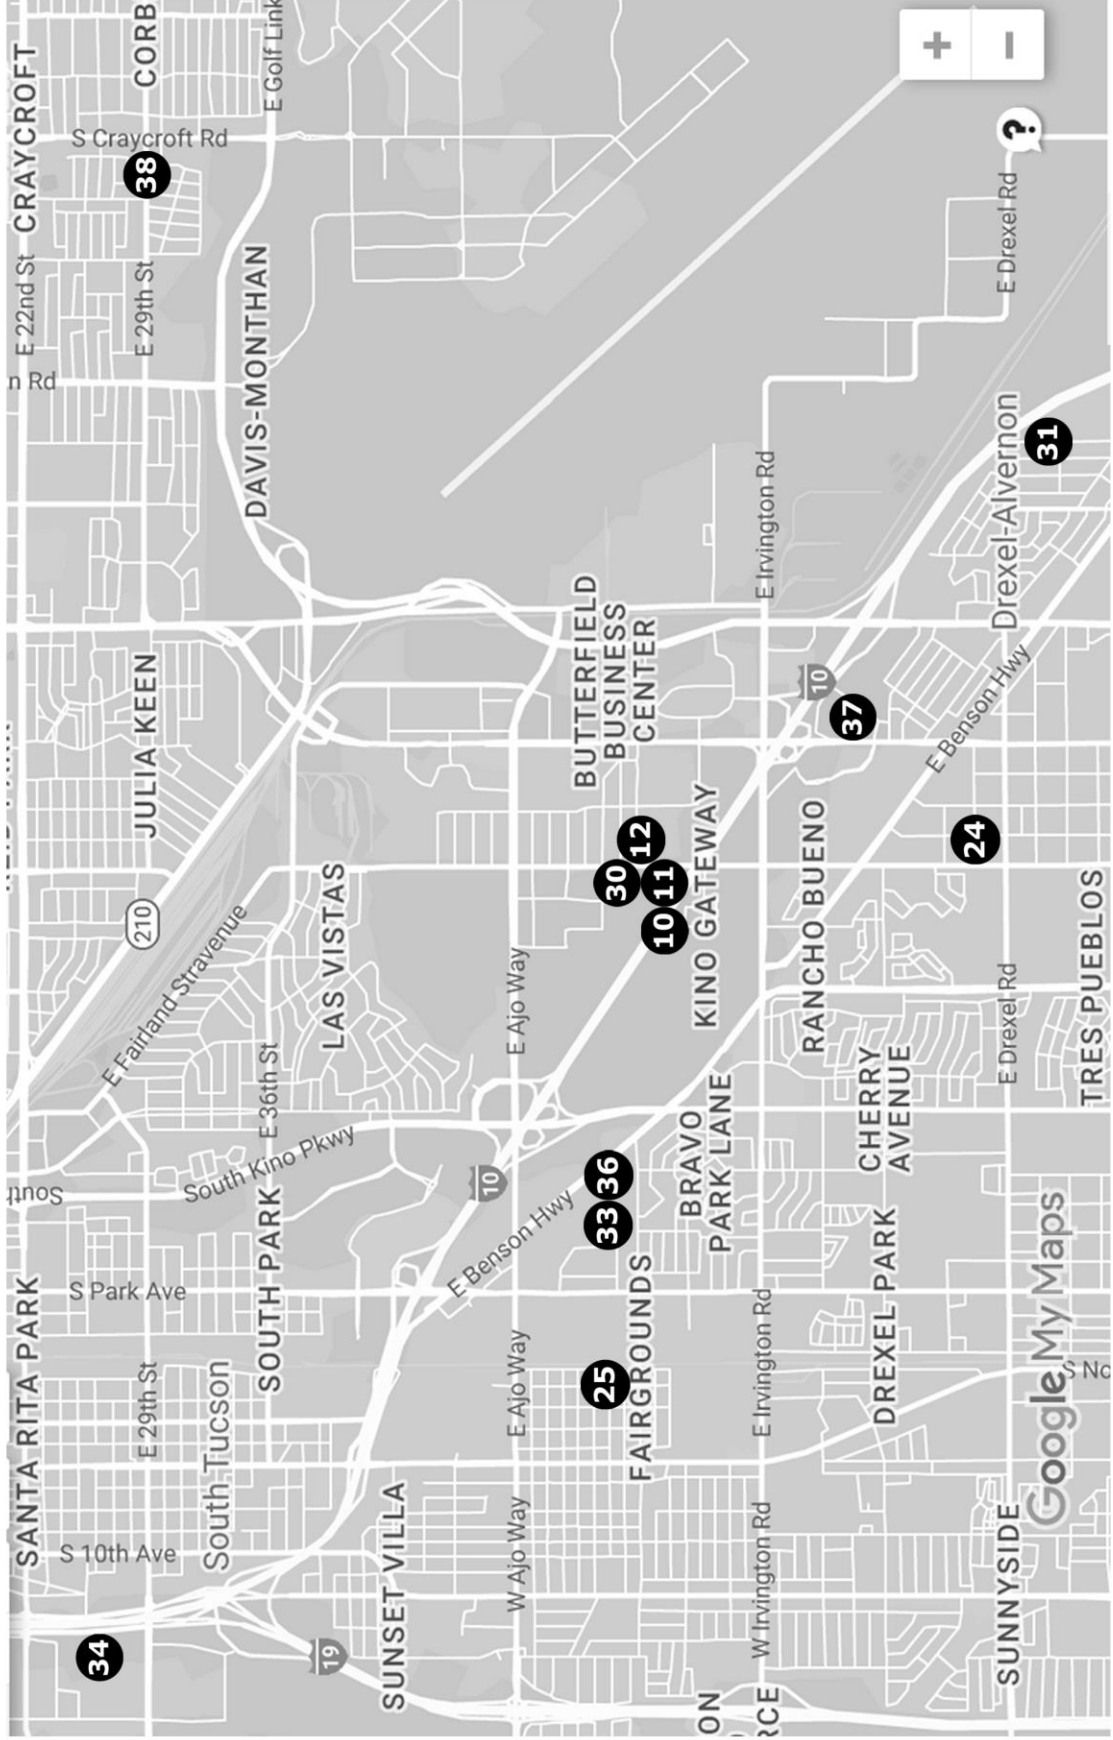 SANTA RITA PARK
South
n Rd
E 22nd St
CRAYCROFT
34
S 10th Ave
S Park Ave
E Fairland Stravenue
210
E 29th St
JULIA KEEN
E 29th St
38
S Craycroft Rd
CORB
South Tucson
SOUTH PARK
South Kino Pkwy
E 36th St
DAVIS-MONTHAN
E Golf Link
19
LAS VISTAS
SUNSET VILLA
10
W Ajo Way
E Ajo Way
E Benson Hwy
E Ajo Way
25
33
36
30
12
10
11
BUTTERFIELD
BUSINESS
CENTER
FAIRGROUNDS
BRAVO
PARK LANE
KINO GATEWAY
ON
RCE
W Irvington Rd
E Irvington Rd
E Irvington Rd
RANCHO BUENO
10
37
DREXEL PARK
CHERRY
AVENUE
24
E Benson Hwy
SUNNYSIDE
E Drexel Rd
Drexel-Alvernon
E Drexel Rd
31
S No
TRES PUEBLOS
Google My Maps
+
−
?